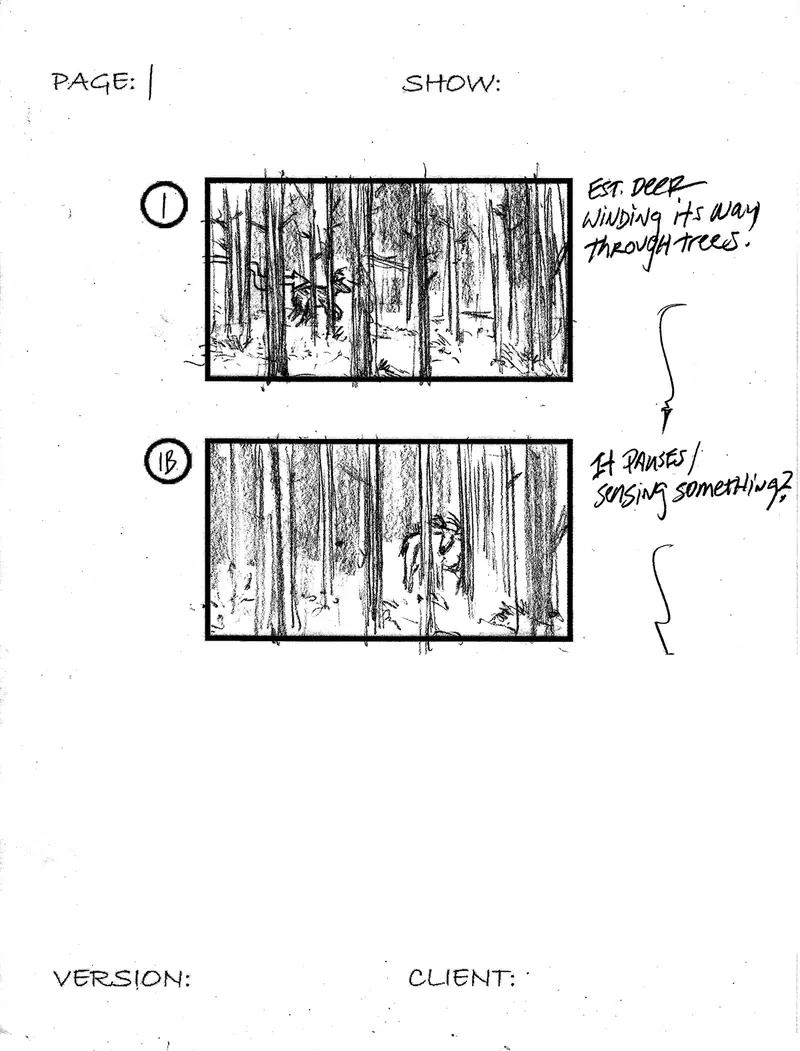 PAGE: 1
SHOW:
1
EST. DEER
WINDING its WAY
through trees.
1B
It PAUSES/
sensing something?
VERSION:
CLIENT: